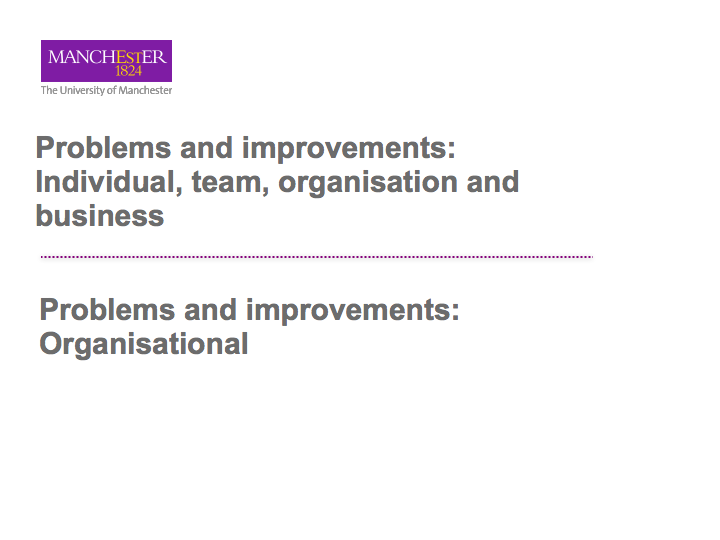 MANCHESTER
1824
The University of Manchester
Problems and improvements:
Individual, team, organisation and
business
Problems and improvements:
Organisational